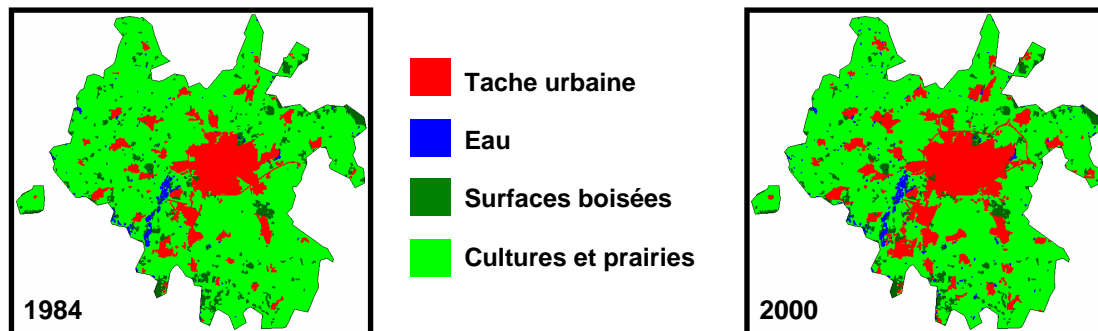 Tache urbaine
Eau
Surfaces boisées
Cultures et prairies
1984
2000